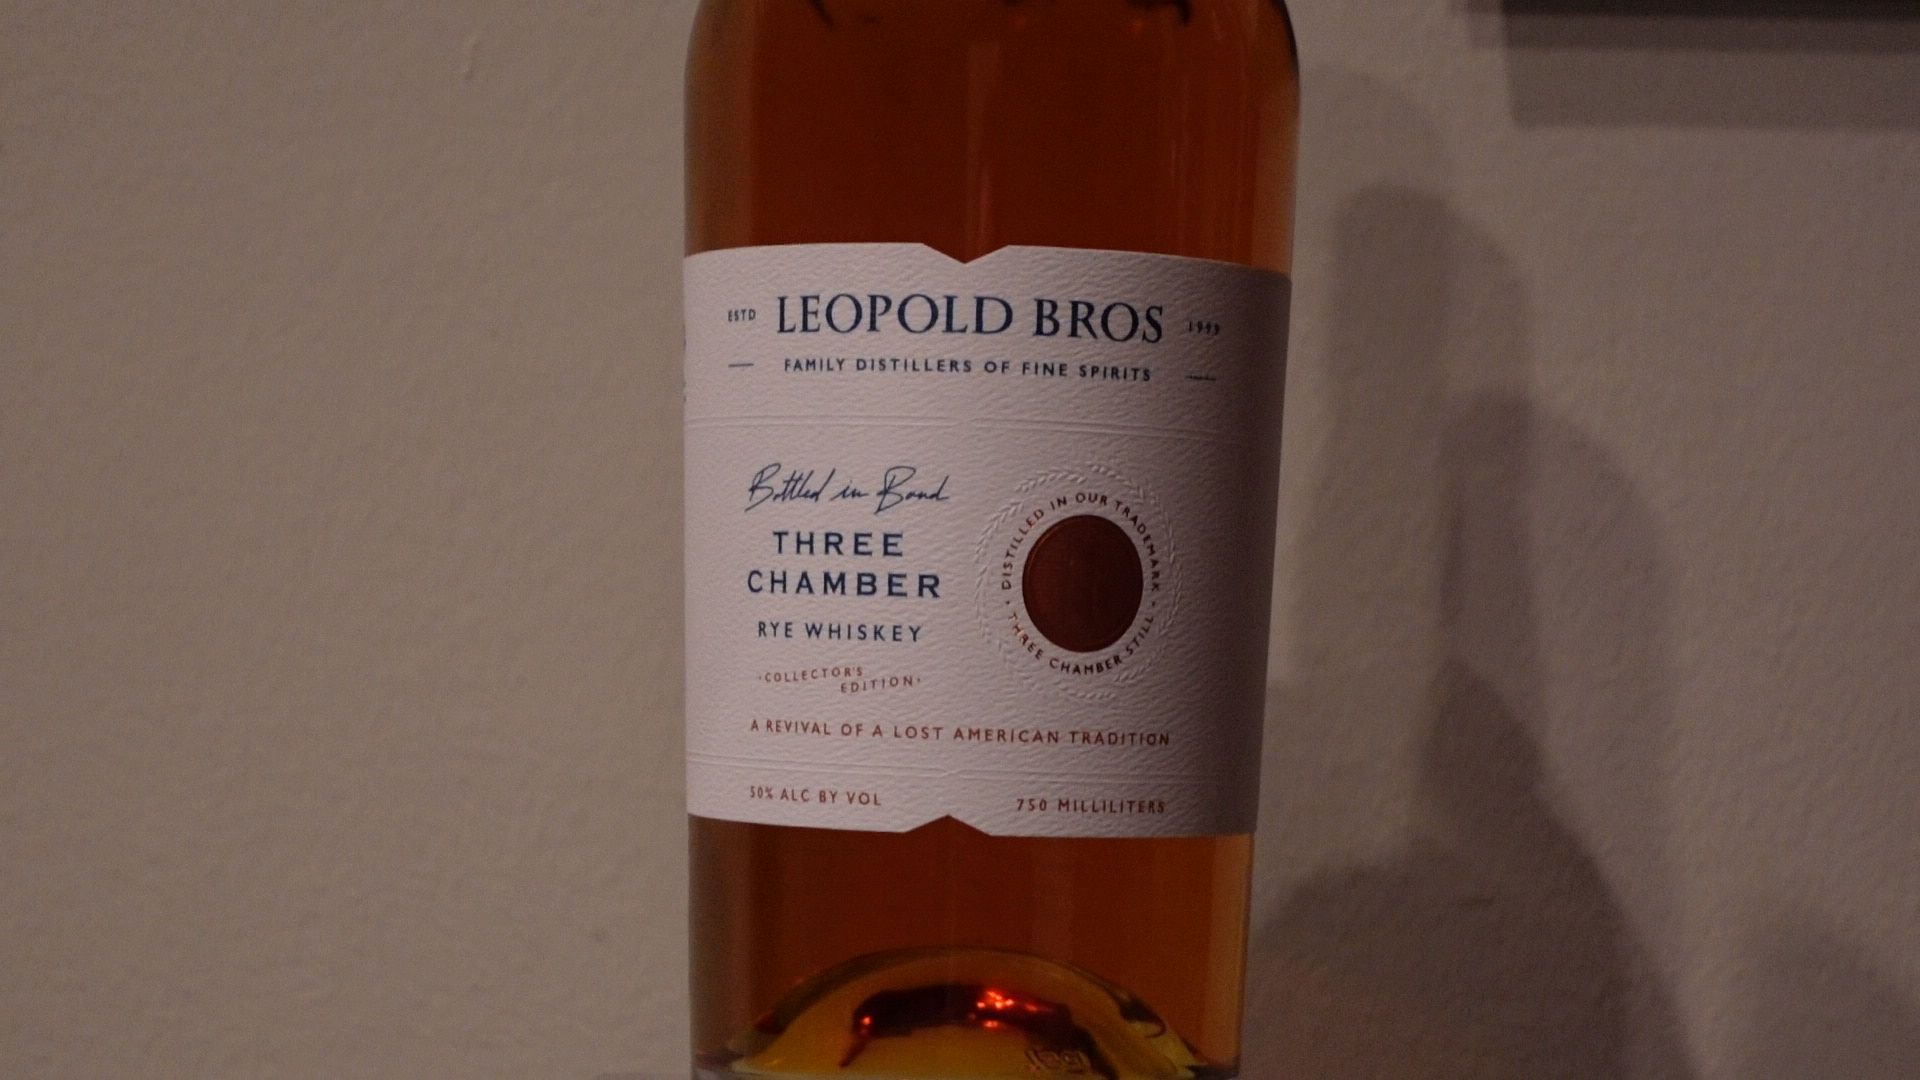 ESTD LEOPOLD BROS 1999
FAMILY DISTILLERS OF FINE SPIRITS
Bottled in Bond
THREE
CHAMBER
RYE WHISKEY
·COLLECTOR'S
EDITION·
DISTILLED IN OUR TRADEMARK
· THREE CHAMBER STILL ·
A REVIVAL OF A LOST AMERICAN TRADITION
50% ALC BY VOL
750 MILLILITERS